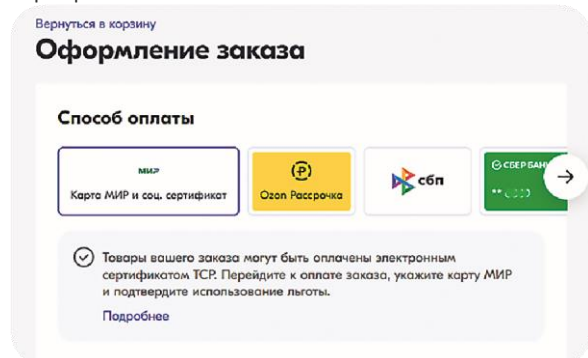 Вернуться в корзину
Оформление заказа
Способ оплаты
МИР
Карта МИР и соц. сертификат
Ozon Рассрочка
сбп
СБЕР БАН
Товары вашего заказа могут быть оплачены электронным
сертификатом ТСР. Перейдите к оплате заказа, укажите карту МИР
и подтвердите использование льготы.
Подробнее